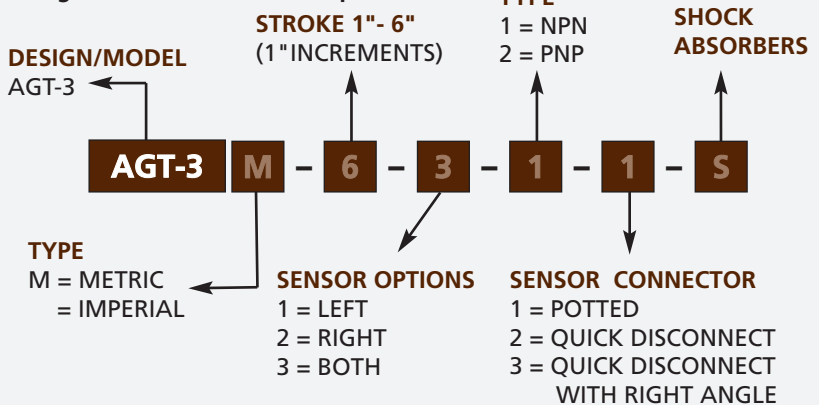 STROKE 1"- 6"
(1"INCREMENTS)
1 = NPN
2 = PNP
SHOCK
ABSORBERS
DESIGN/MODEL
AGT-3
AGT-3 M - 6 - 3 - 1 - 1 - S
TYPE
M = METRIC
= IMPERIAL
SENSOR OPTIONS
1 = LEFT
2 = RIGHT
3 = BOTH
SENSOR CONNECTOR
1 = POTTED
2 = QUICK DISCONNECT
3 = QUICK DISCONNECT
WITH RIGHT ANGLE